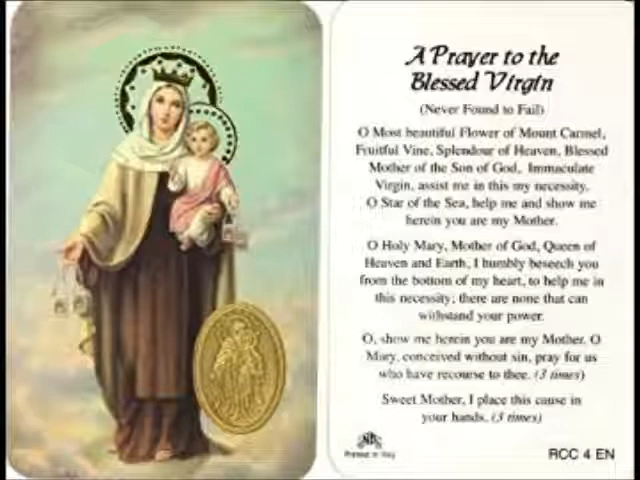 A Prayer to the
Blessed Virgin
(Never Found to Fail)
O Most beautiful Flower of Mount Carmel,
Fruitful Vine, Splendour of Heaven, Blessed
Mother of the Son of God, Immaculate
Virgin, assist me in this my necessity.
O Star of the Sea, help me and show me
herein you are my Mother.
O Holy Mary, Mother of God, Queen of
Heaven and Earth, I humbly beseech you
from the bottom of my heart, to help me in
this necessity; there are none that can
withstand your power.
O, show me herein you are my Mother. O
Mary, conceived without sin, pray for us
who have recourse to thee. (3 times)
Sweet Mother, I place this cause in
your hands. (3 times)
Printed in Italy
RCC 4 EN